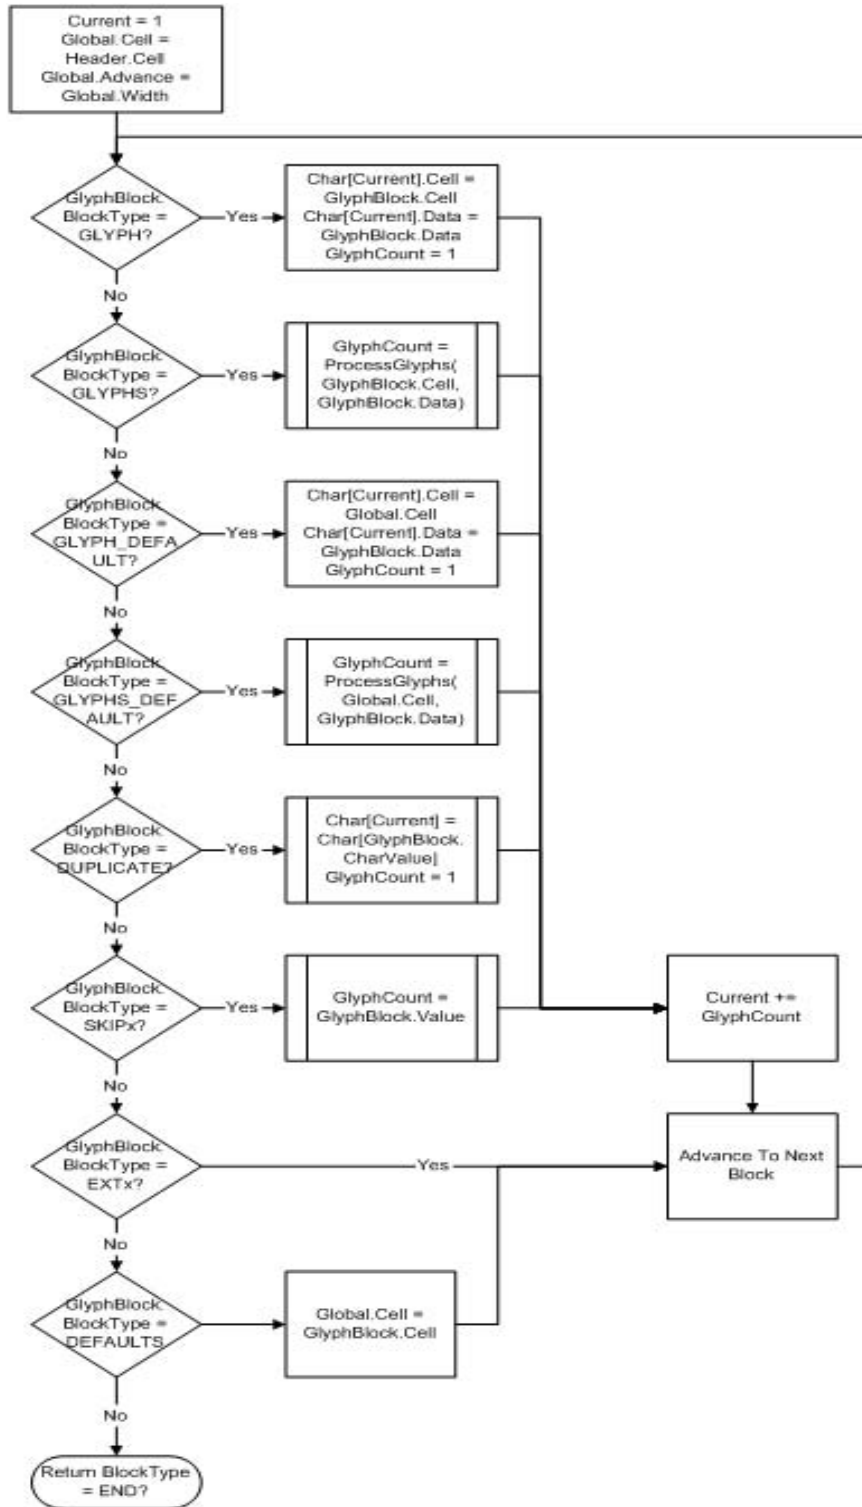 Current = 1
Global.Cell =
Header.Cell
Global.Advance =
Global.Width
GlyphBlock.
BlockType =
GLYPH?
Yes
Char[Current].Cell =
GlyphBlock.Cell
Char[Current].Data =
GlyphBlock.Data
GlyphCount = 1
No
GlyphBlock.
BlockType =
GLYPHS?
Yes
GlyphCount =
ProcessGlyphs(
GlyphBlock.Cell,
GlyphBlock.Data)
No
GlyphBlock.
BlockType =
GLYPH_DEFA
ULT?
Yes
Char[Current].Cell =
Global.Cell
Char[Current].Data =
GlyphBlock.Data
GlyphCount = 1
No
GlyphBlock.
BlockType =
GLYPHS_DEF
AULT?
Yes
GlyphCount =
ProcessGlyphs(
Global.Cell,
GlyphBlock.Data)
No
GlyphBlock.
BlockType =
DUPLICATE?
Yes
Char[Current] =
Char[GlyphBlock.
CharValue]
GlyphCount = 1
No
GlyphBlock.
BlockType =
SKIPx?
Yes
GlyphCount =
GlyphBlock.Value
Current +=
GlyphCount
No
GlyphBlock.
BlockType =
EXTx?
Yes
Advance To Next
Block
No
GlyphBlock.
BlockType =
DEFAULTS
Global.Cell =
GlyphBlock.Cell
No
Return BlockType
= END?